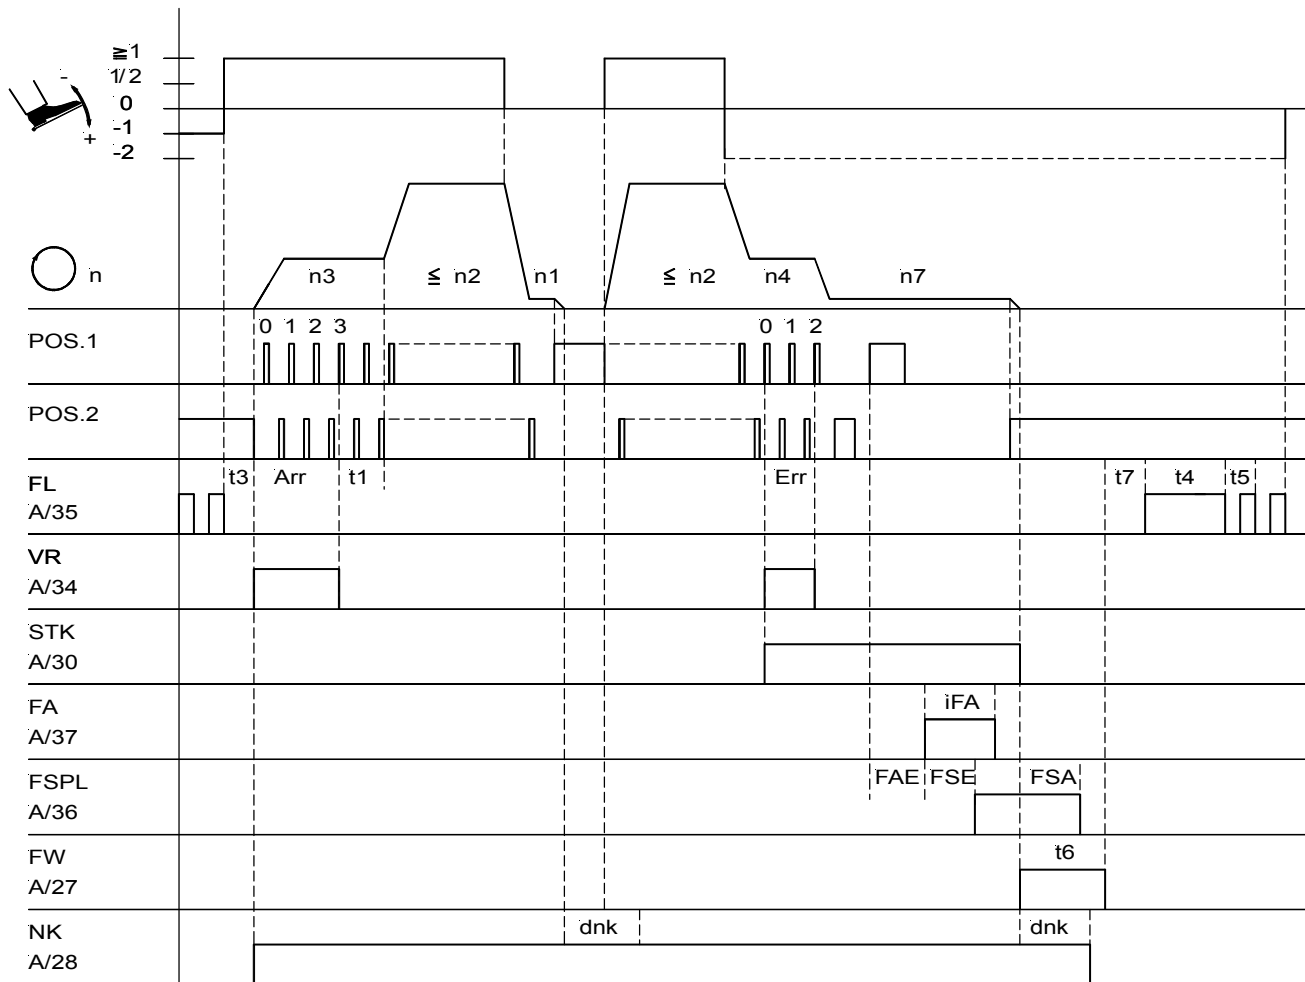 ≧1
1/2
0
-1
-2
-
+
n
n3
≦ n2
n1
≦ n2
n4
n7
POS.1
0 1 2 3
0 1 2
POS.2
t3 Arr t1
Err
t7 t4 t5
FL
A/35
VR
A/34
STK
A/30
FA
A/37
iFA
FSPL
A/36
FAE FSE FSA
FW
A/27
t6
NK
A/28
dnk
dnk